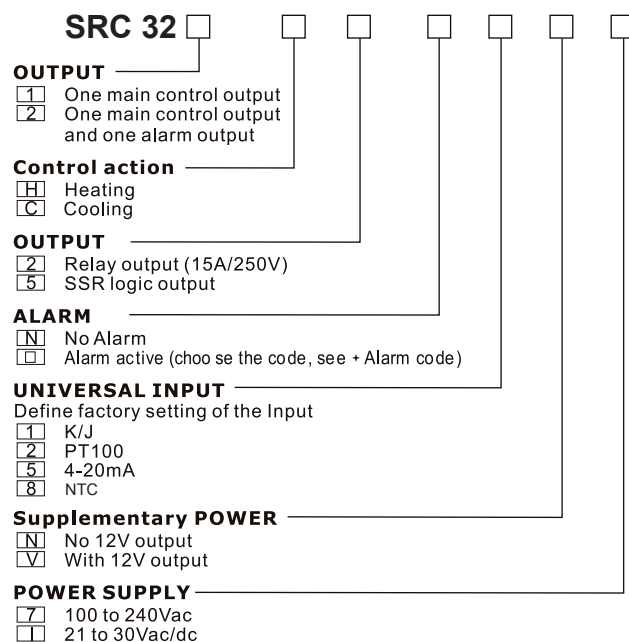 SRC 32
OUTPUT
1 One main control output
2 One main control output
and one alarm output
Control action
H Heating
C Cooling
OUTPUT
2 Relay output (15A/250V)
5 SSR logic output
ALARM
N No Alarm
□ Alarm active (choo se the code, see + Alarm code)
UNIVERSAL INPUT
Define factory setting of the Input
1 K/J
2 PT100
5 4-20mA
8 NTC
Supplementary POWER
N No 12V output
V With 12V output
POWER SUPPLY
7 100 to 240Vac
I 21 to 30Vac/dc